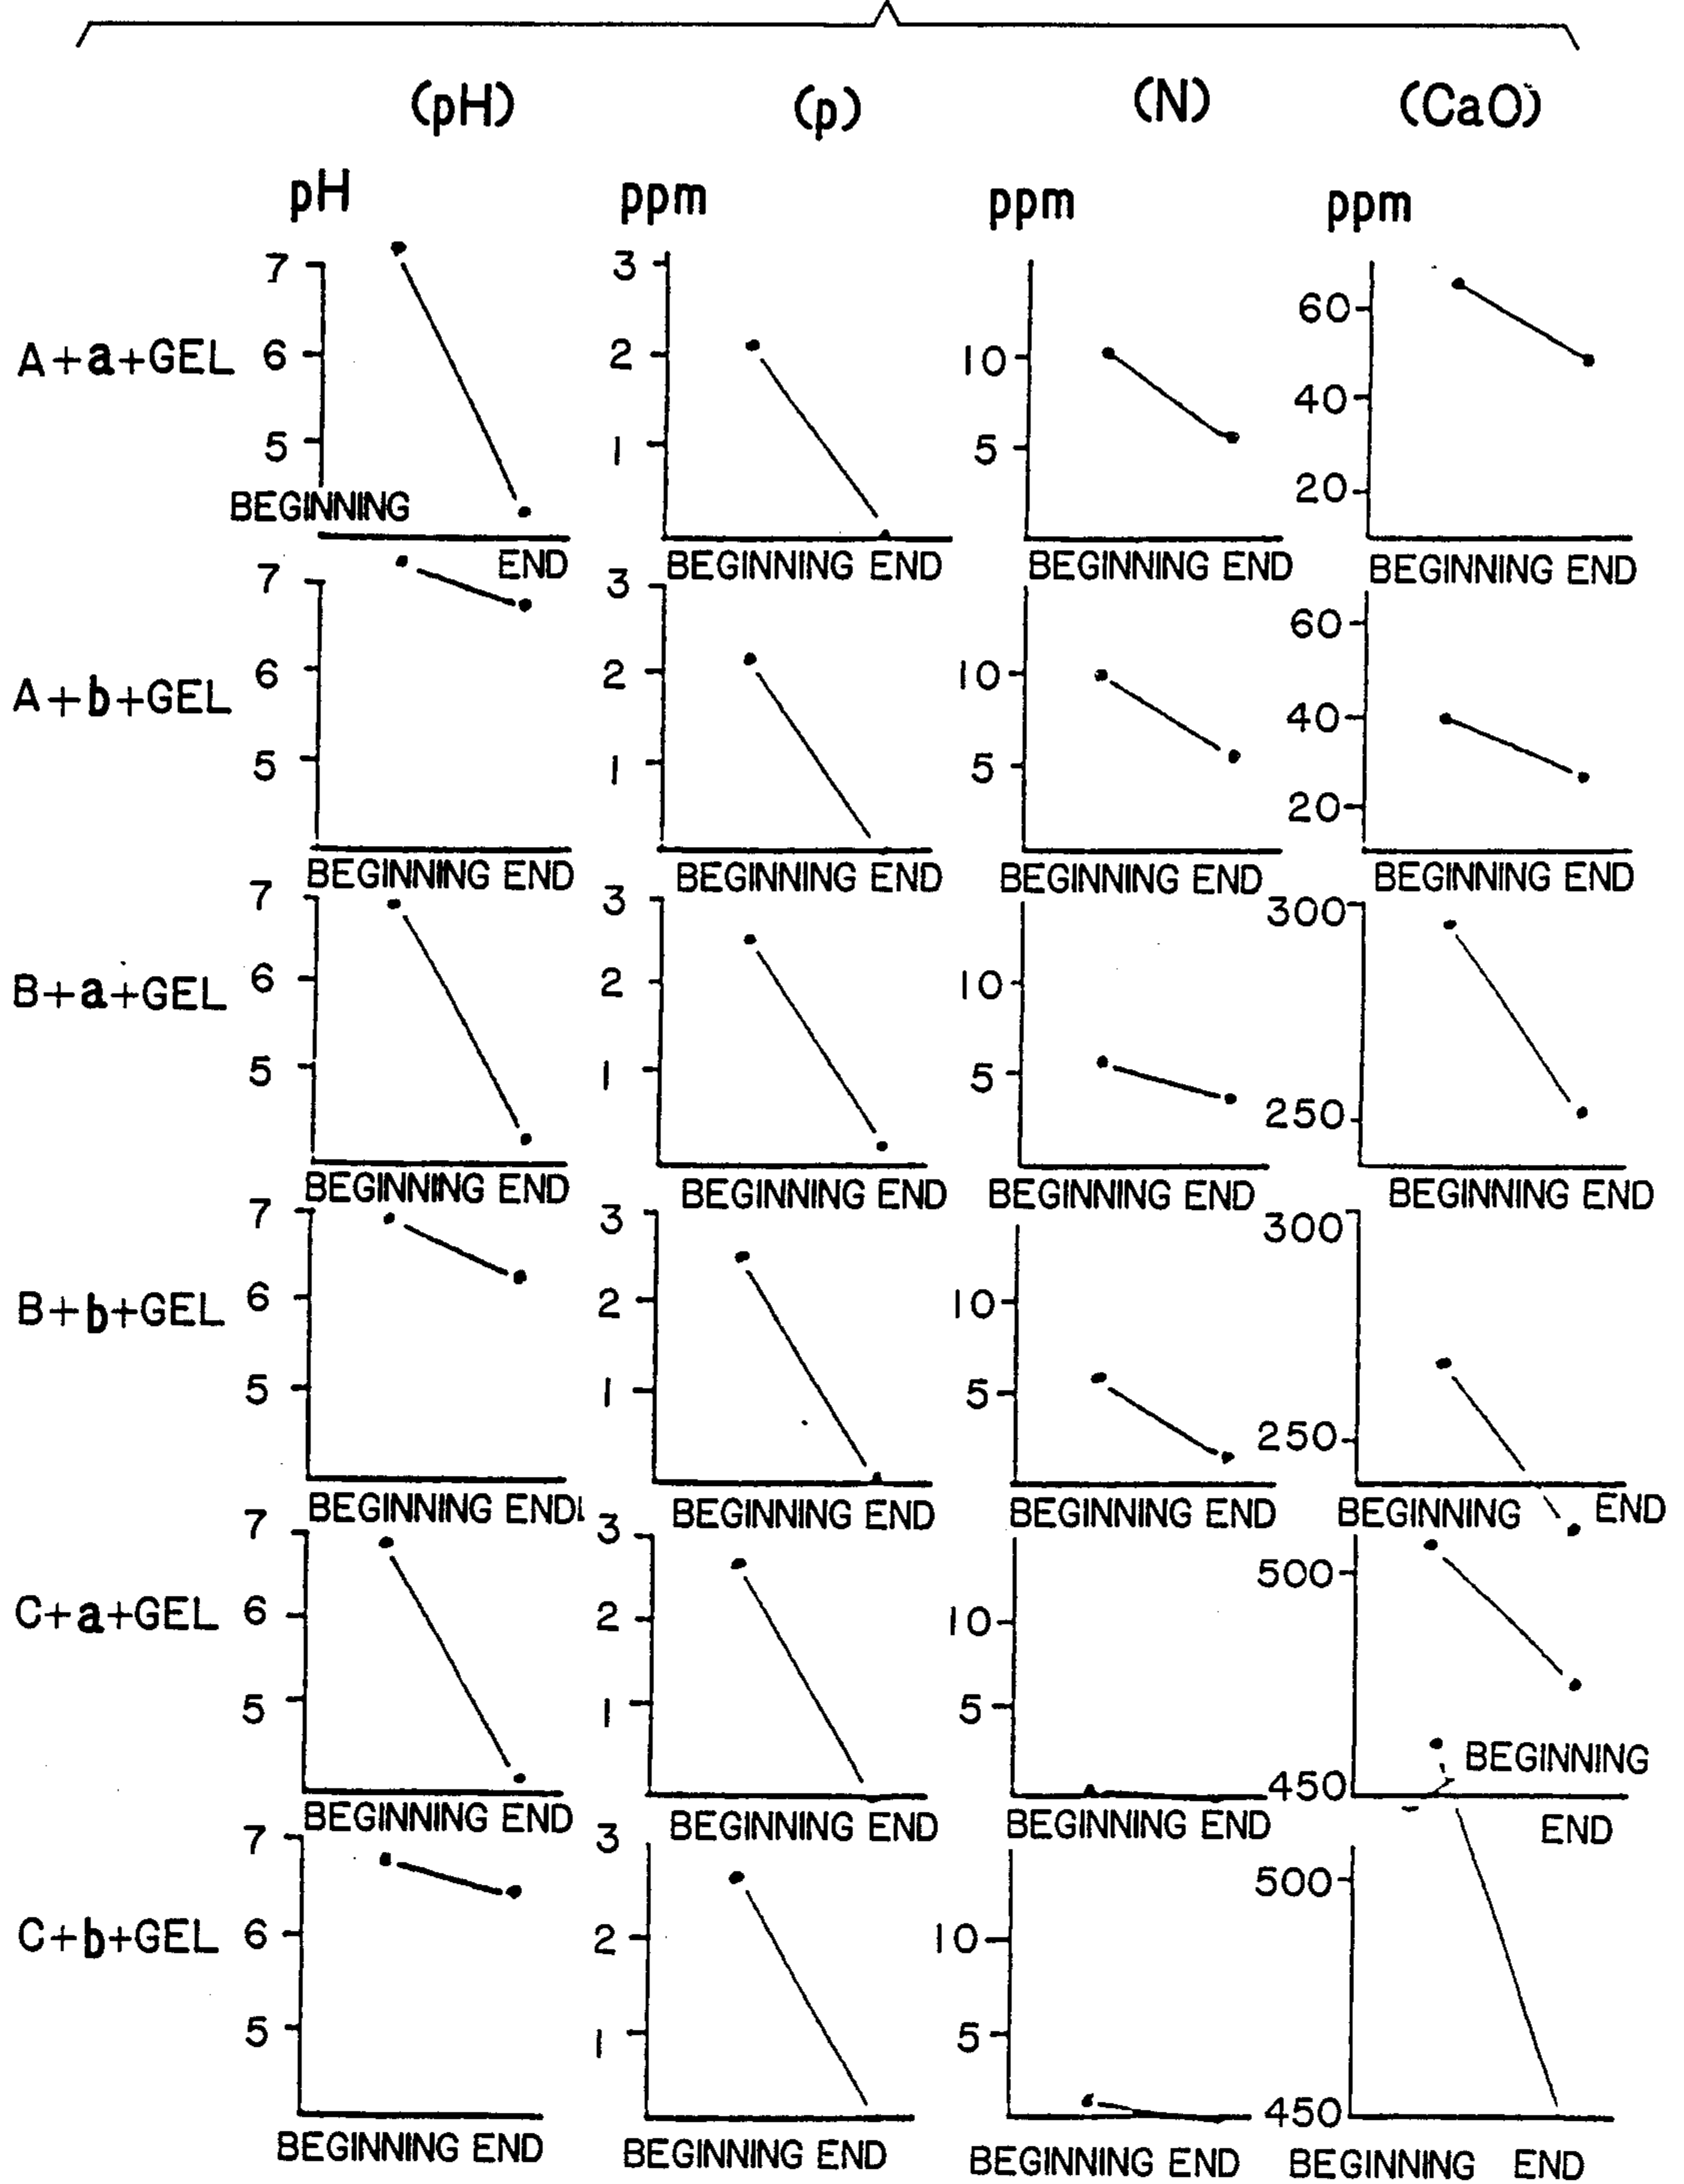 (pH) (p) (N) (CaO)
pH ppm ppm ppm
7 3
60
A+a+GEL 6 2 10
40
5 1 5
20
BEGINNING
END BEGINNING END BEGINNING END BEGINNING END
7 3
60
A+b+GEL 6 2 10
40
5 1 5
20
BEGINNING END BEGINNING END BEGINNING END BEGINNING END
7 3 300
B+a+GEL 6 2 10
5 1 5
250
BEGINNING END BEGINNING END BEGINNING END BEGINNING END
7 3 300
B+b+GEL 6 2 10
5 1 5
250
BEGINNING END BEGINNING END BEGINNING END BEGINNING END
7 3
500
C+a+GEL 6 2 10
5 1 5
BEGINNING
450
BEGINNING END BEGINNING END BEGINNING END END
7 3
500
C+b+GEL 6 2 10
5 1 5
450
BEGINNING END BEGINNING END BEGINNING END BEGINNING END